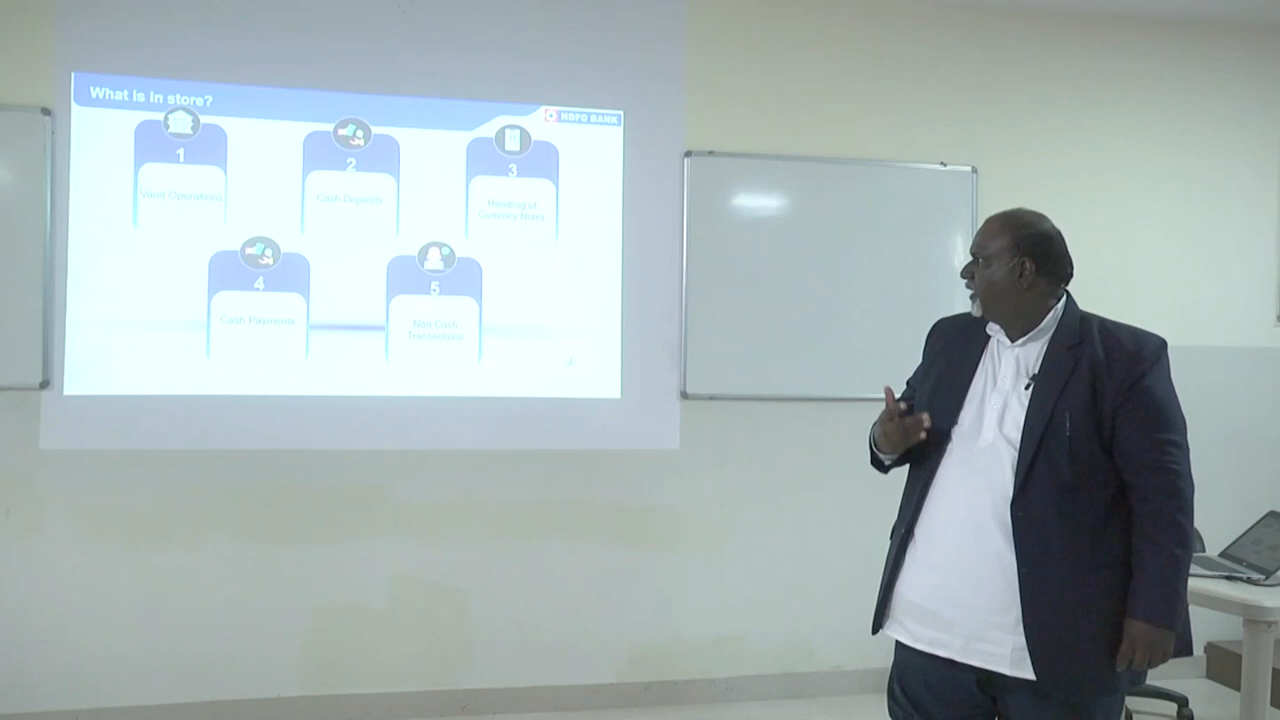 What is in store?
HDFC BANK
1
Vault Operations
2
Cash Deposits
3
Handling of
Currency Notes
4
Cash Payments
5
Non Cash
Transactions
2